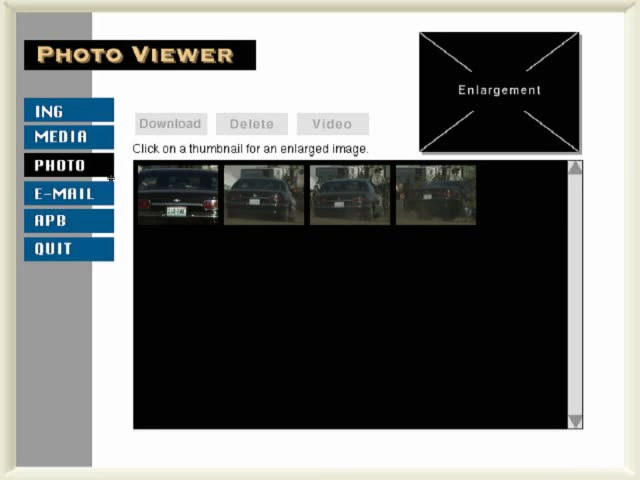 PHOTO VIEWER
Enlargement
ING
MEDIA
PHOTO
E-MAIL
APB
QUIT
Download Delete Video
Click on a thumbnail for an enlarged image.